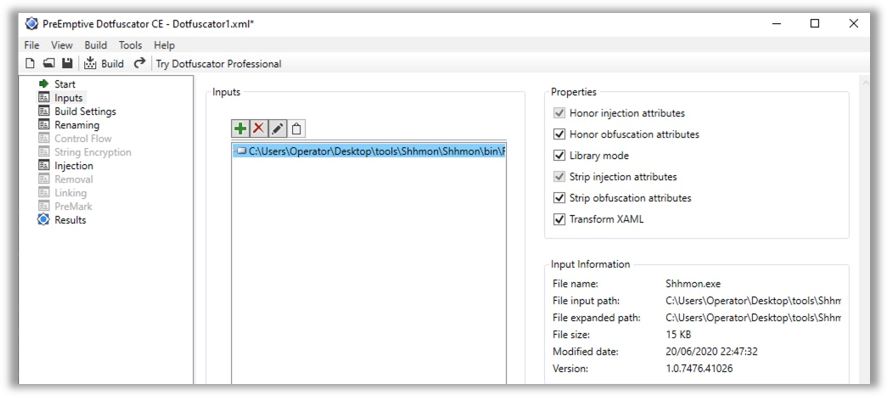 PreEmptive Dotfuscator CE - Dotfuscator1.xml*
File View Build Tools Help
Build Try Dotfuscator Professional
Start
Inputs
Build Settings
Renaming
Control Flow
String Encryption
Injection
Removal
Linking
PreMark
Results
Inputs
C:\Users\Operator\Desktop\tools\Shhmon\Shhmon\bin\F
Properties
Honor injection attributes
Honor obfuscation attributes
Library mode
Strip injection attributes
Strip obfuscation attributes
Transform XAML
Input Information
File name: Shhmon.exe
File input path: C:\Users\Operator\Desktop\tools\Shhm
File expanded path: C:\Users\Operator\Desktop\tools\Shhm
File size: 15 KB
Modified date: 20/06/2020 22:47:32
Version: 1.0.7476.41026